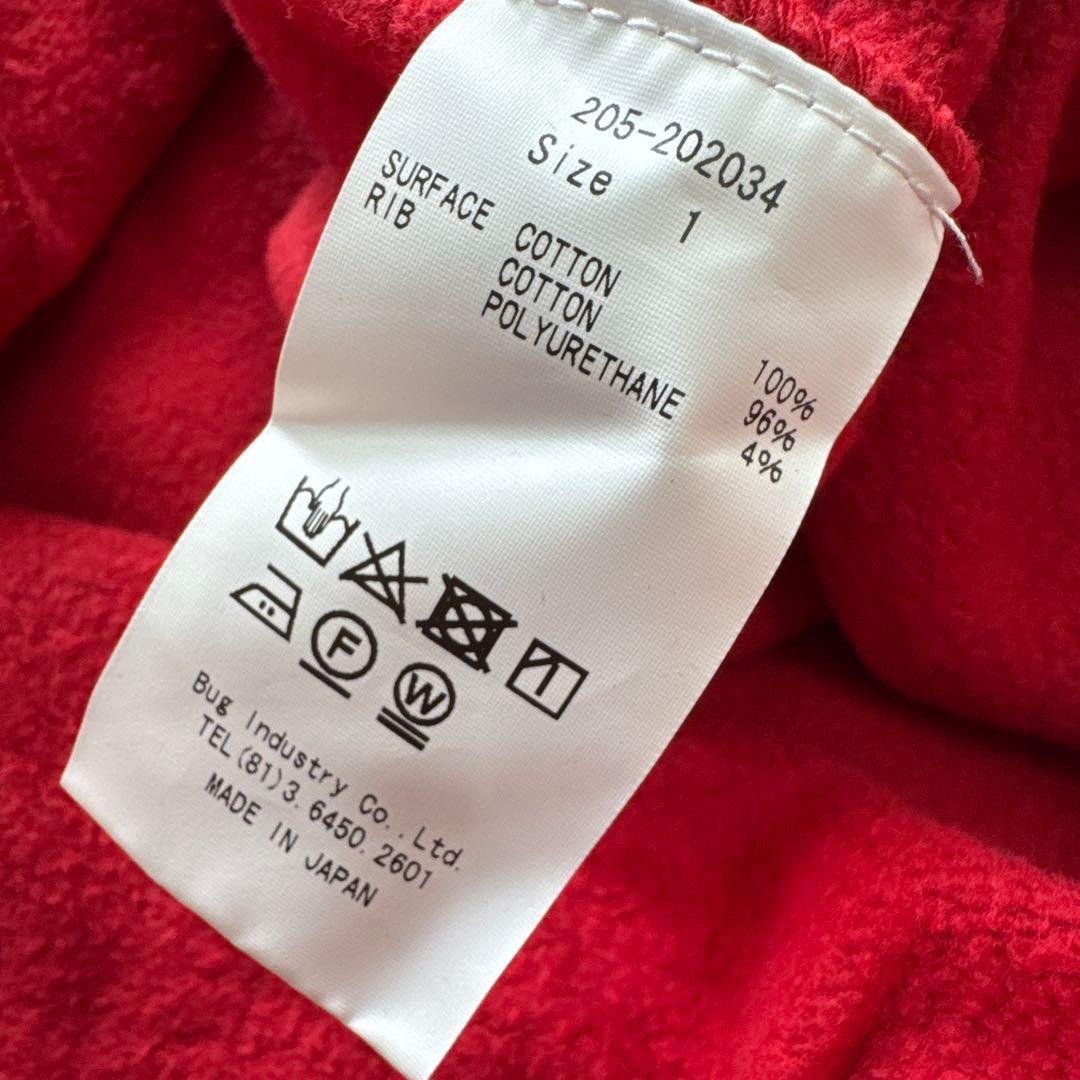 205-202034
Size 1
SURFACE COTTON 100%
RIB COTTON 96%
POLYURETHANE 4%
F
W
Bug Industry Co., Ltd.
TEL(81)3. 6450. 2601
MADE IN JAPAN